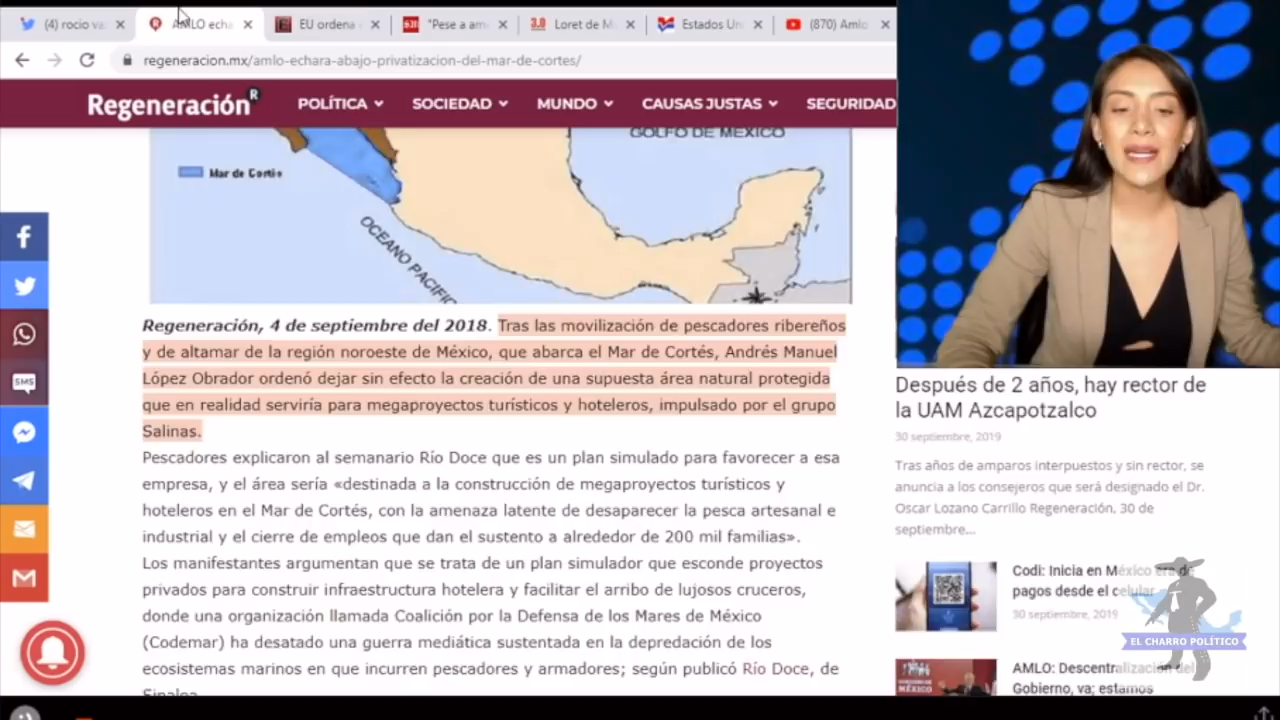 (4) rocio va
AMLO echa
EU ordena
"Pese a am
Loret de M
Estados Un
(870) Amlo
regeneracion.mx/amlo-echara-abajo-privatizacion-del-mar-de-cortes/
Regeneración R
POLÍTICA
SOCIEDAD
MUNDO
CAUSAS JUSTAS
SEGURIDAD
GOLFO DE MEXICO
Mar de Cortés
OCEANO PACIFIC
SMS
Regeneración, 4 de septiembre del 2018. Tras las movilización de pescadores ribereños
y de altamar de la región noroeste de México, que abarca el Mar de Cortés, Andrés Manuel
López Obrador ordenó dejar sin efecto la creación de una supuesta área natural protegida
que en realidad serviría para megaproyectos turísticos y hoteleros, impulsado por el grupo
Salinas.
Pescadores explicaron al semanario Río Doce que es un plan simulado para favorecer a esa
empresa, y el área sería «destinada a la construcción de megaproyectos turísticos y
hoteleros en el Mar de Cortés, con la amenaza latente de desaparecer la pesca artesanal e
industrial y el cierre de empleos que dan el sustento a alrededor de 200 mil familias».
Los manifestantes argumentan que se trata de un plan simulador que esconde proyectos
privados para construir infraestructura hotelera y facilitar el arribo de lujosos cruceros,
donde una organización llamada Coalición por la Defensa de los Mares de México
(Codemar) ha desatado una guerra mediática sustentada en la depredación de los
ecosistemas marinos en que incurren pescadores y armadores; según publicó Río Doce, de
Sinaloa
Después de 2 años, hay rector de
la UAM Azcapotzalco
30 septiembre, 2019
Tras años de amparos interpuestos y sin rector, se
anuncia a los consejeros que será designado el Dr.
Oscar Lozano Carrillo Regeneración, 30 de
septiembre...
Codi: Inicia en México era de
pagos desde el celular
30 septiembre, 2019
EL CHARRO POLÍTICO
AMLO: Descentralización del
Gobierno, va; estamos